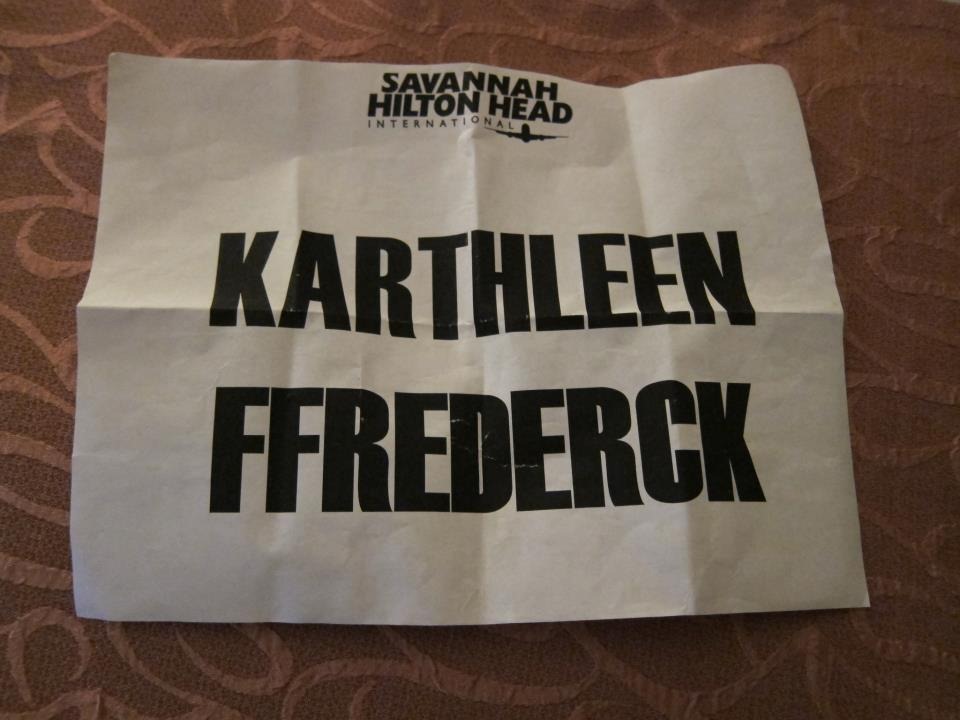 SAVANNAH
HILTON HEAD
INTERNATIONAL
KARTHLEEN
FFREDERCK